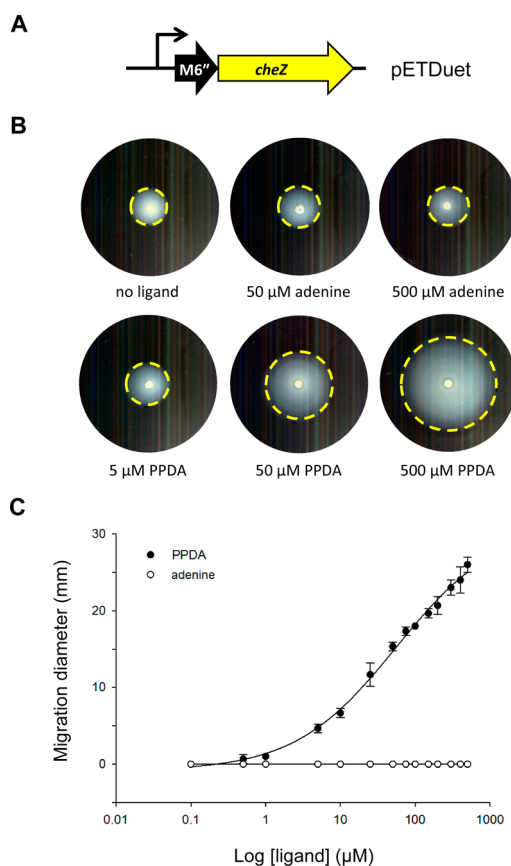 A
M6″ cheZ pETDuet
B
no ligand 50 μM adenine 500 μM adenine
5 μM PPDA 50 μM PPDA 500 μM PPDA
C
30
PPDA
adenine
20
10
0
Migration diameter (mm)
0.01 0.1 1 10 100 1000
Log [ligand] (μM)